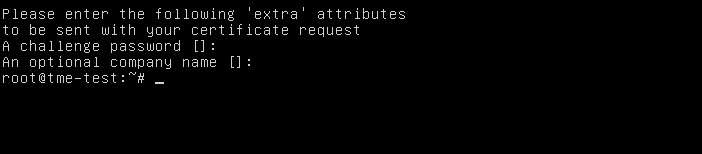 Please enter the following 'extra' attributes
to be sent with your certificate request
A challenge password []:
An optional company name []:
root@tme-test:~# _